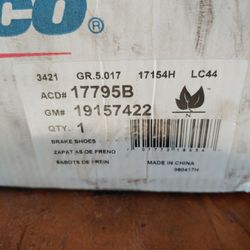 co
3421 GR.5.017 17154H LC44
ACD# 17795B
GM# 19157422
QTY. 1
N
BRAKE SHOES
ZAPATAS DE FRENO
SABOTS DE FREIN
MADE IN CHINA